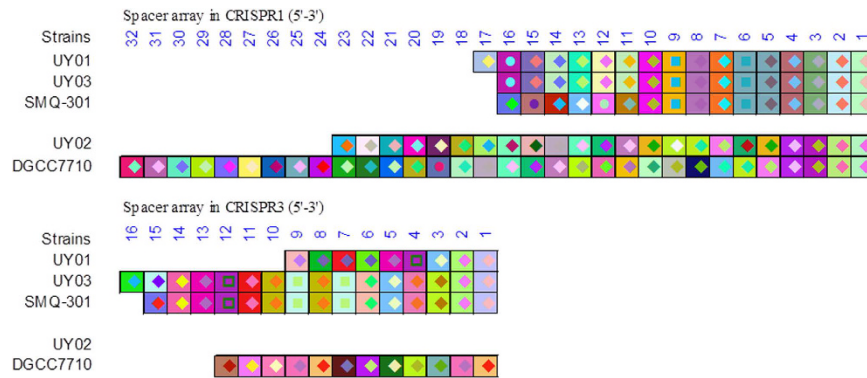 Spacer array in CRISPR1 (5'-3')
Strains 32 31 30 29 28 27 26 25 24 23 22 21 20 19 18 17 16 15 14 13 12 11 10 9 8 7 6 5 4 3 2 1
UY01
UY03
SMQ-301
UY02
DGCC7710
Spacer array in CRISPR3 (5'-3')
Strains 16 15 14 13 12 11 10 9 8 7 6 5 4 3 2 1
UY01
UY03
SMQ-301
UY02
DGCC7710